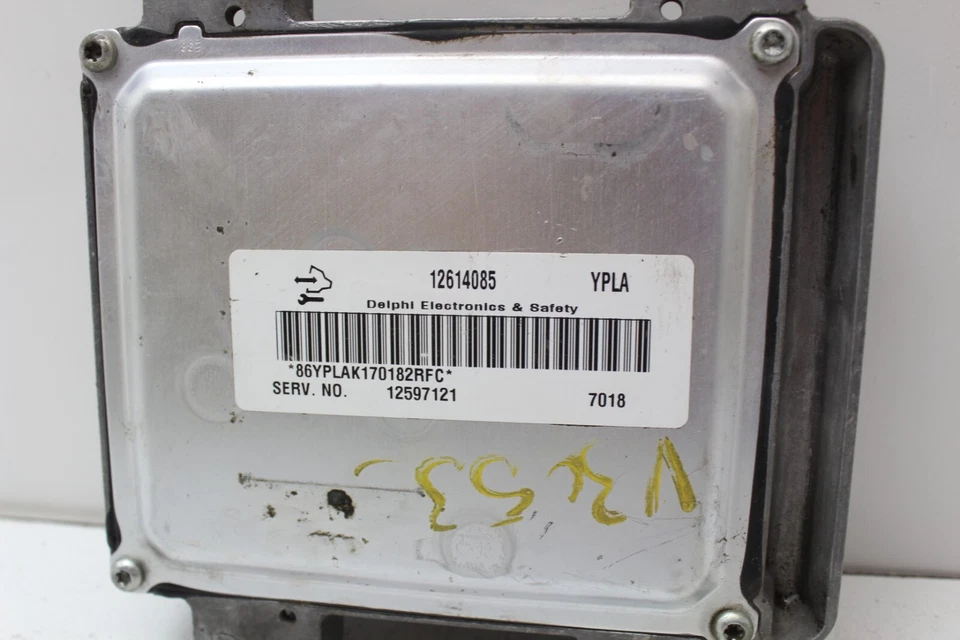 12614085 YPLA
Delphi Electronics & Safety
*86YPLAK170182RFC*
SERV. NO. 12597121 7018